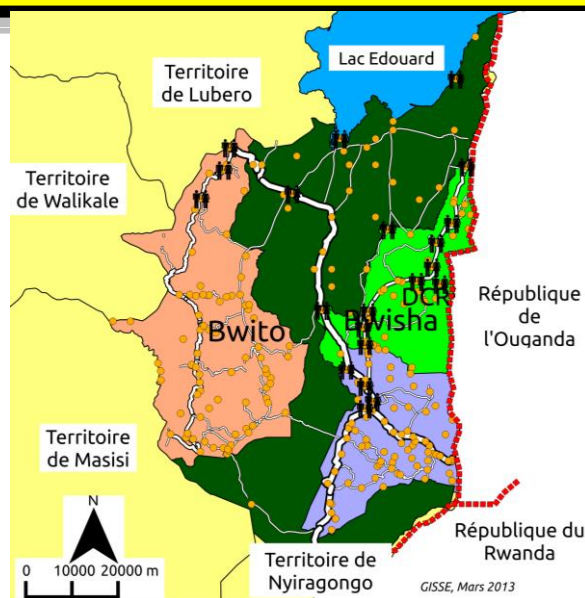 Lac Edouard
Territoire
de Lubero
Territoire
de Walikale
DCR
République
de
l'Ouganda
Bwito
Bwisha
Territoire
de Masisi
N
République du
Rwanda
0 10000 20000 m
Territoire de
Nyiragongo
GISSE, Mars 2013